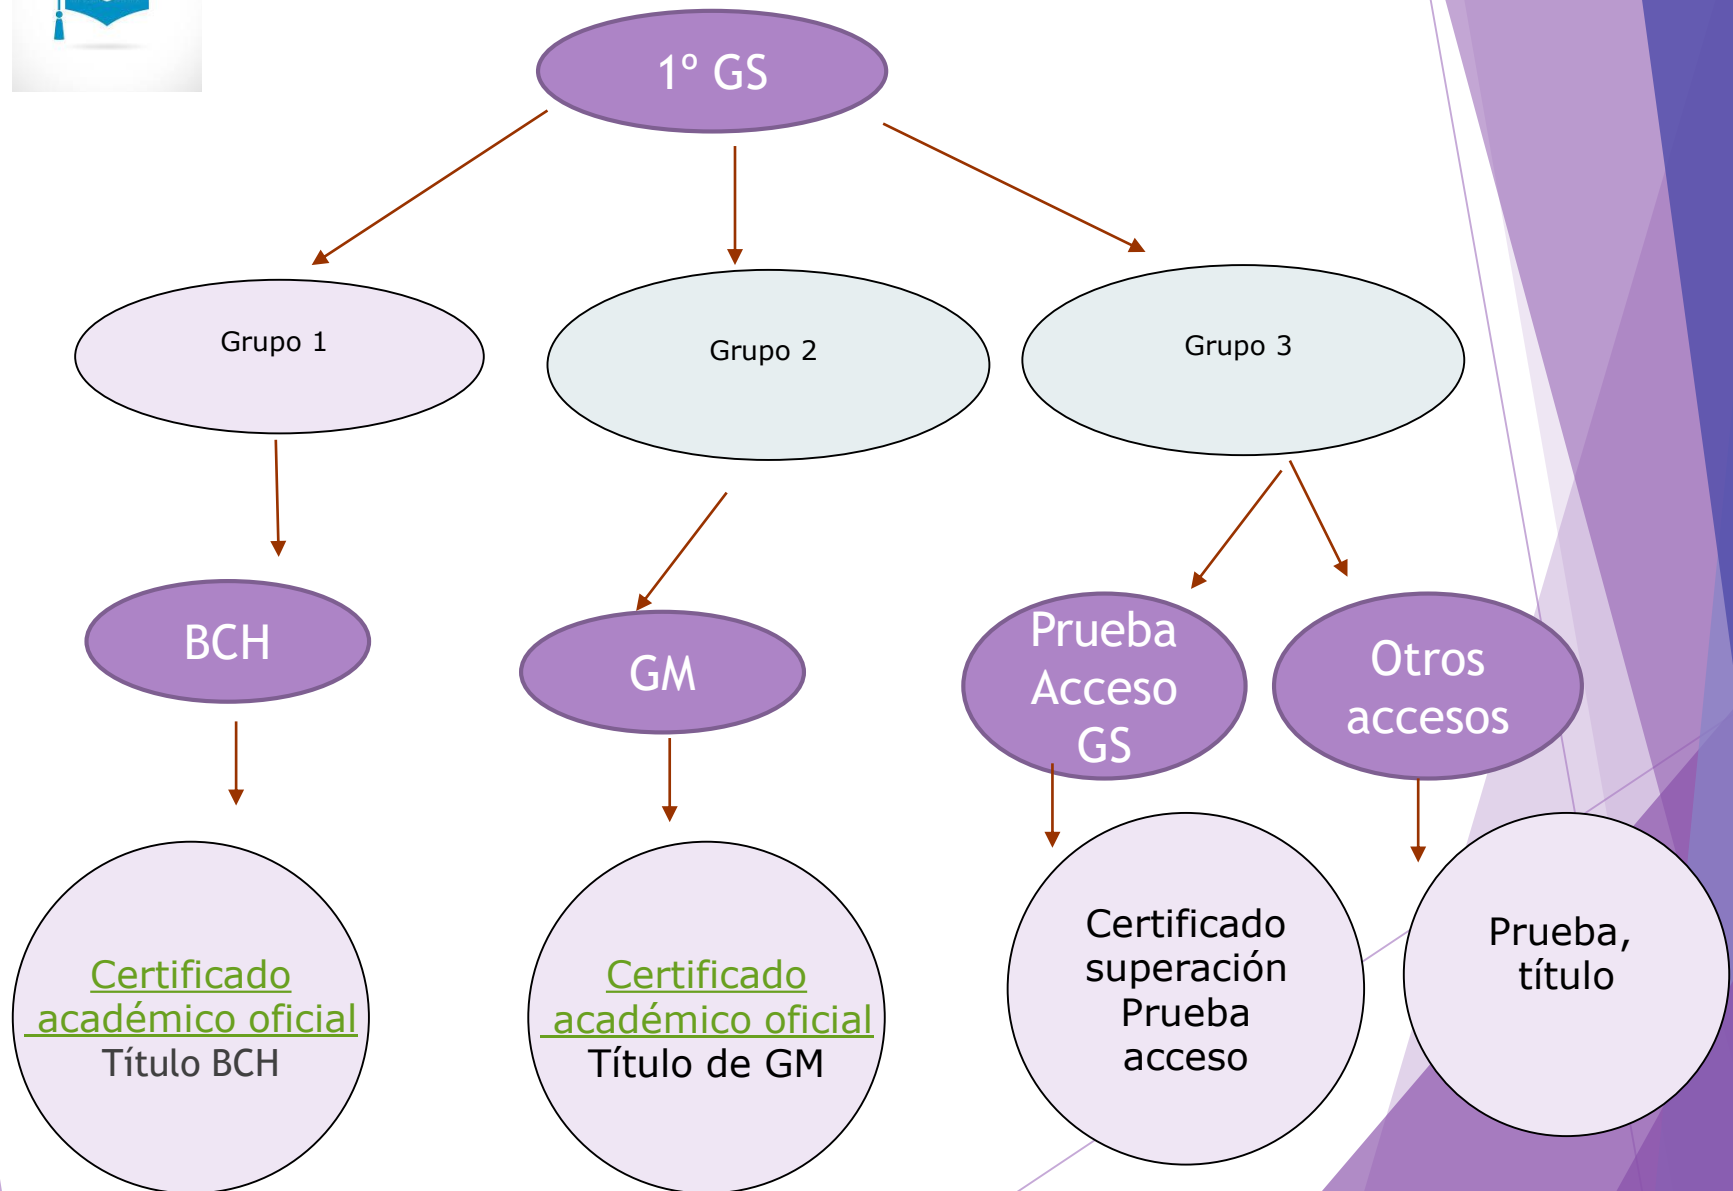 1º GS
Grupo 1
Grupo 2
Grupo 3
BCH
GM
Prueba
Acceso
GS
Otros
accesos
Certificado
académico oficial
Título BCH
Certificado
académico oficial
Título de GM
Certificado
superación
Prueba
acceso
Prueba,
título